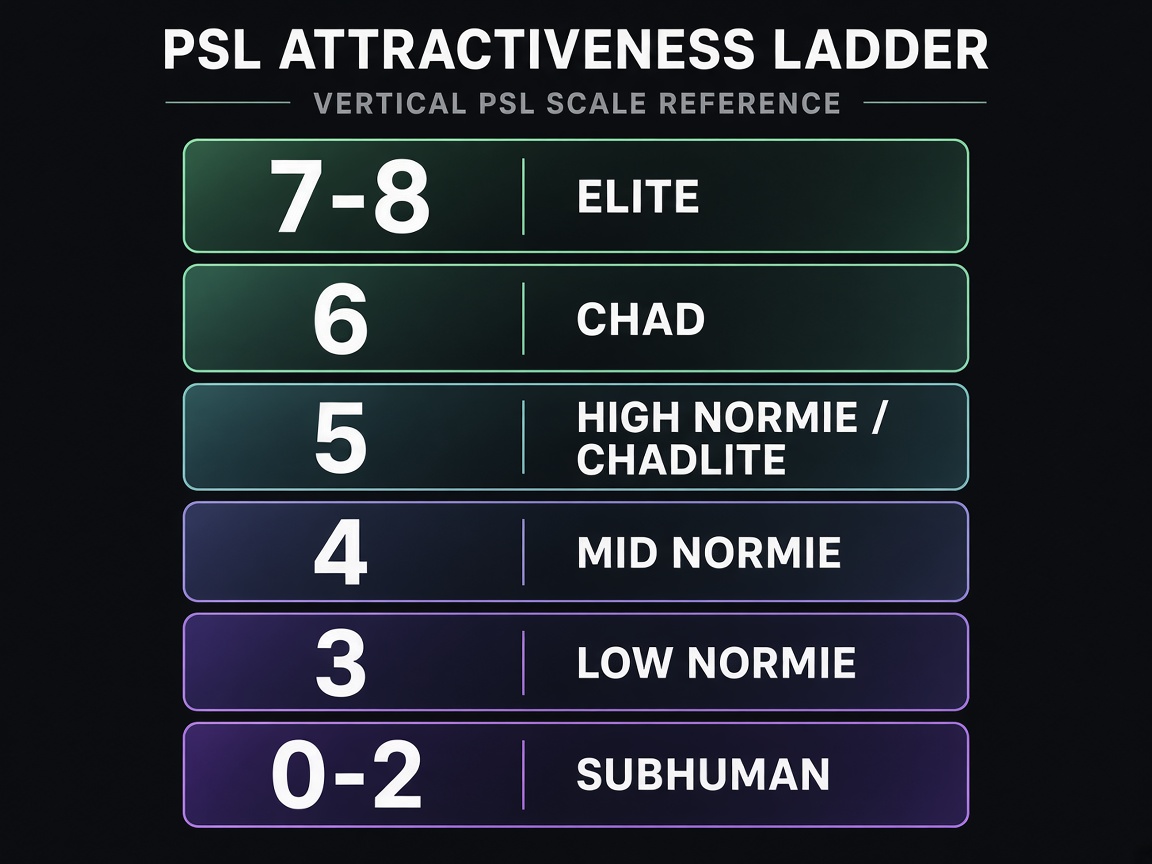 PSL ATTRACTIVENESS LADDER
VERTICAL PSL SCALE REFERENCE
7-8
ELITE
6
CHAD
5
HIGH NORMIE /
CHADLITE
4
MID NORMIE
3
LOW NORMIE
0-2
SUBHUMAN